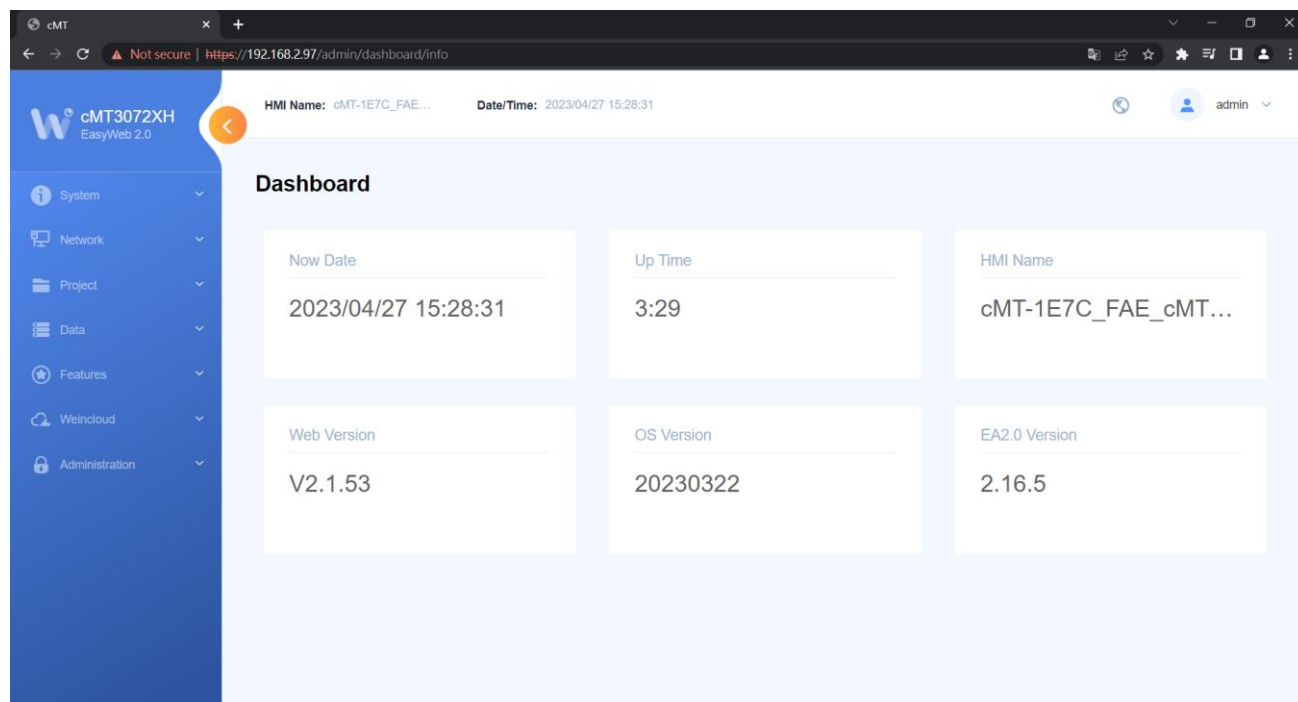 cMT
Not secure | https://192.168.2.97/admin/dashboard/info
cMT3072XH
EasyWeb 2.0
HMI Name: cMT-1E7C_FAE... Date/Time: 2023/04/27 15:28:31
admin
System
Network
Project
Data
Features
Weincloud
Administration
Dashboard
Now Date
2023/04/27 15:28:31
Up Time
3:29
HMI Name
cMT-1E7C_FAE_cMT...
Web Version
V2.1.53
OS Version
20230322
EA2.0 Version
2.16.5